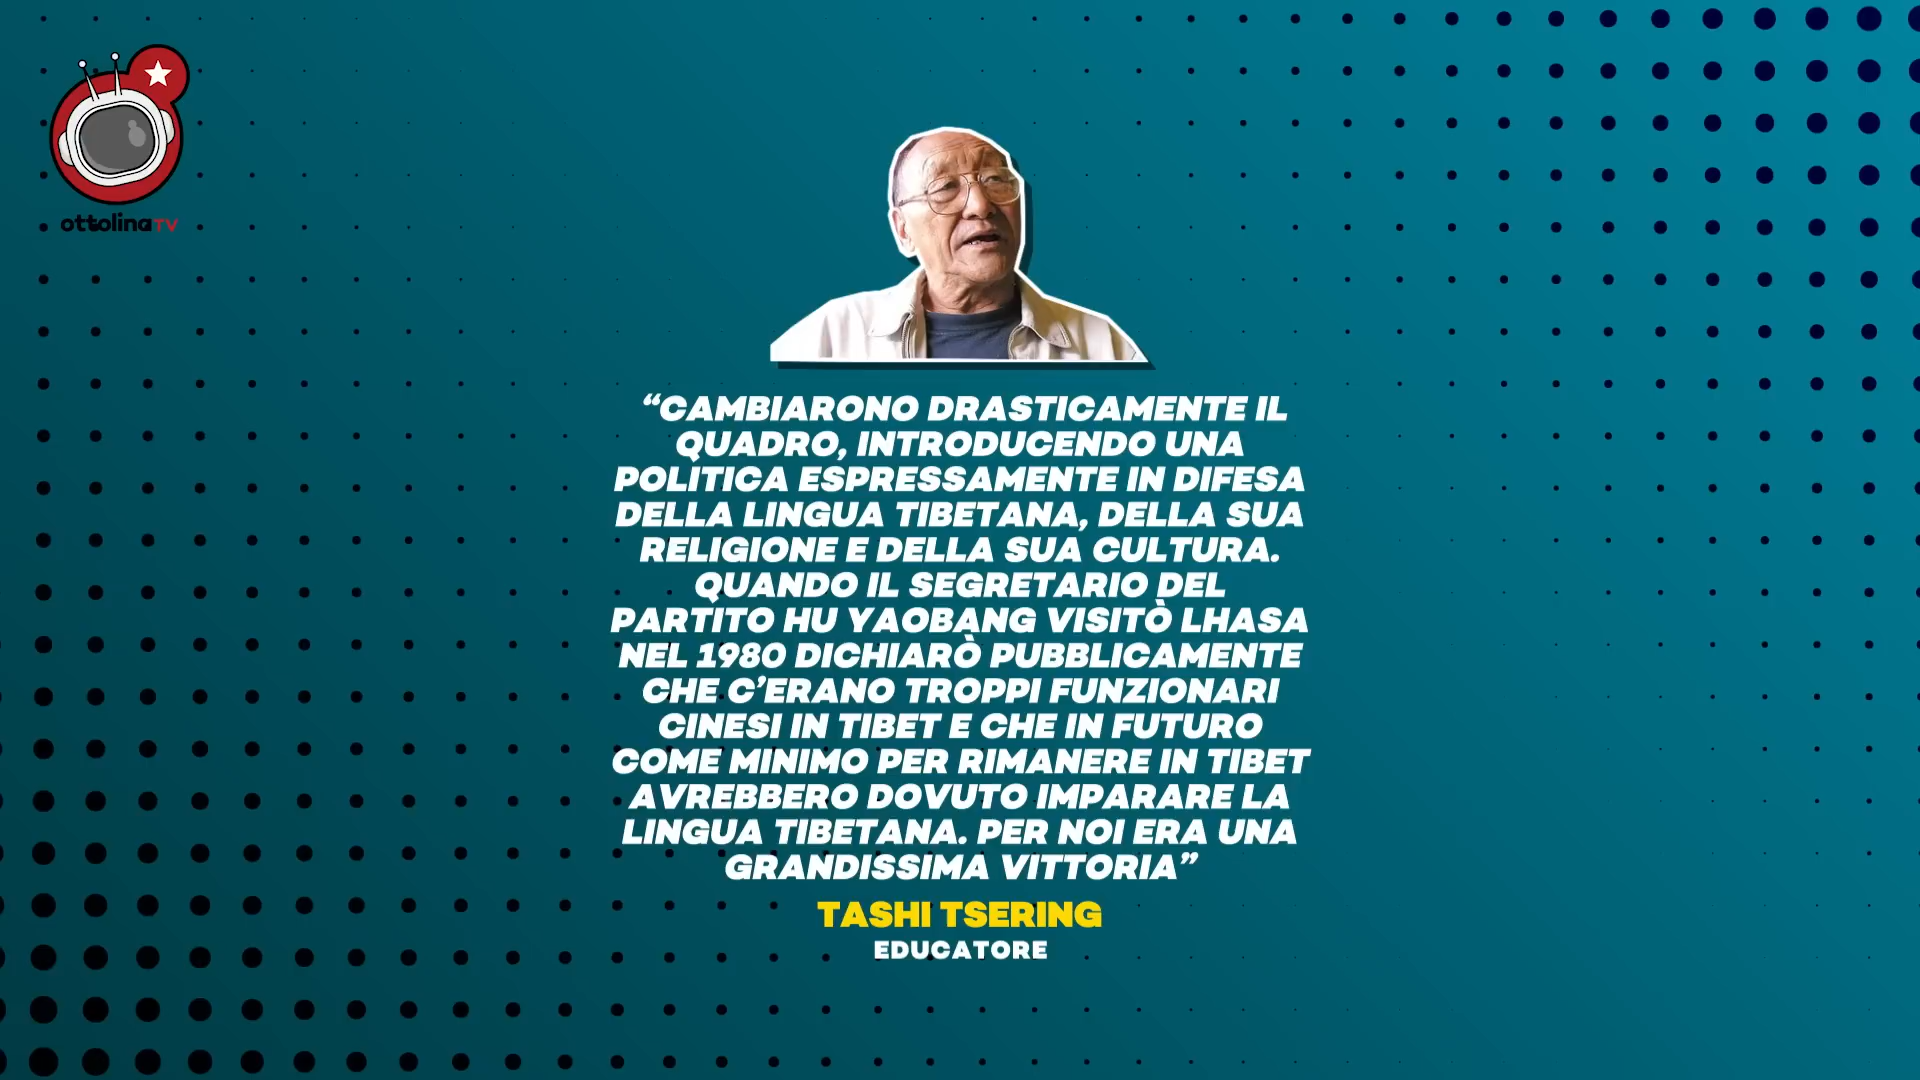 ottolinaTV
“CAMBIARONO DRASTICAMENTE IL
QUADRO, INTRODUCENDO UNA
POLITICA ESPRESSAMENTE IN DIFESA
DELLA LINGUA TIBETANA, DELLA SUA
RELIGIONE E DELLA SUA CULTURA.
QUANDO IL SEGRETARIO DEL
PARTITO HU YAOBANG VISITÒ LHASA
NEL 1980 DICHIARÒ PUBBLICAMENTE
CHE C’ERANO TROPPI FUNZIONARI
CINESI IN TIBET E CHE IN FUTURO
COME MINIMO PER RIMANERE IN TIBET
AVREBBERO DOVUTO IMPARARE LA
LINGUA TIBETANA. PER NOI ERA UNA
GRANDISSIMA VITTORIA”
TASHI TSERING
EDUCATORE